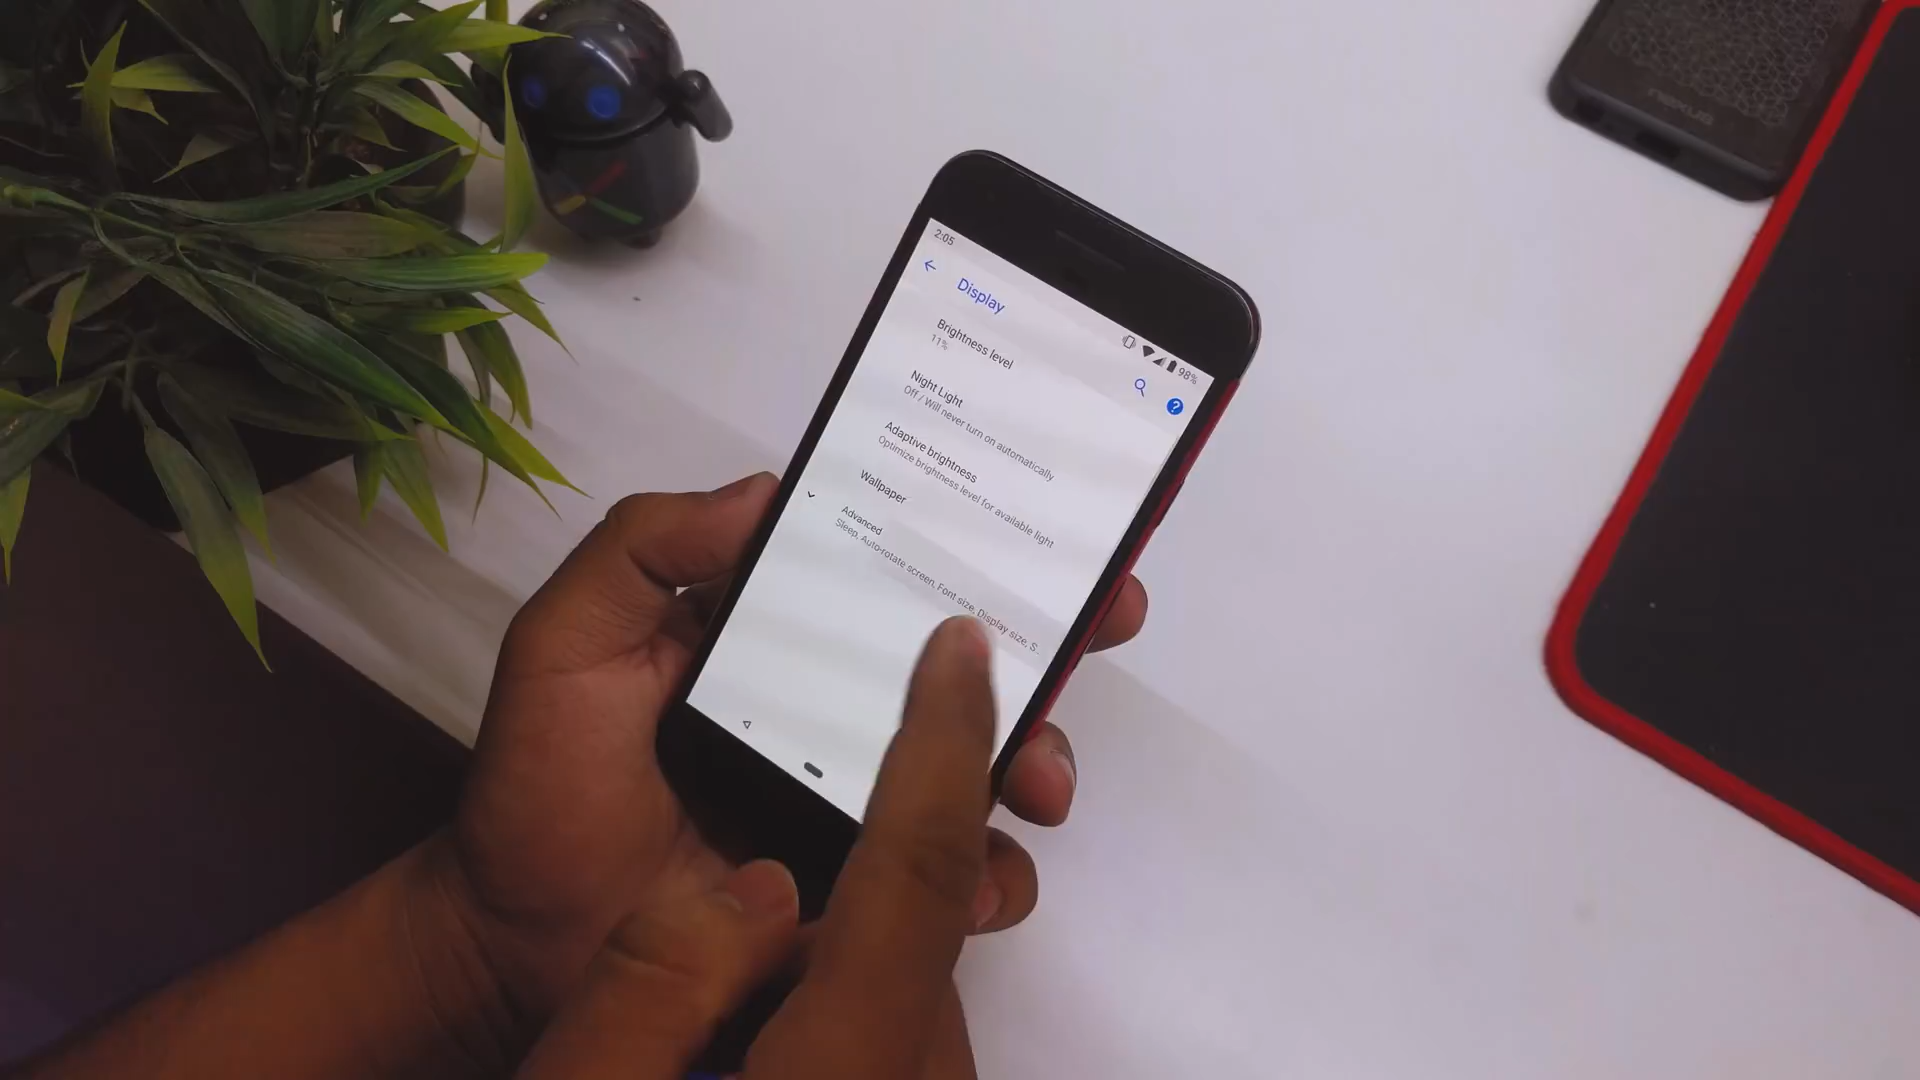 2:05
98%
Display
?
Brightness level
11%
Night Light
Off / Will never turn on automatically
Adaptive brightness
Optimize brightness level for available light
Wallpaper
Advanced
Sleep, Auto-rotate screen, Font size, Display size, S..
nexus